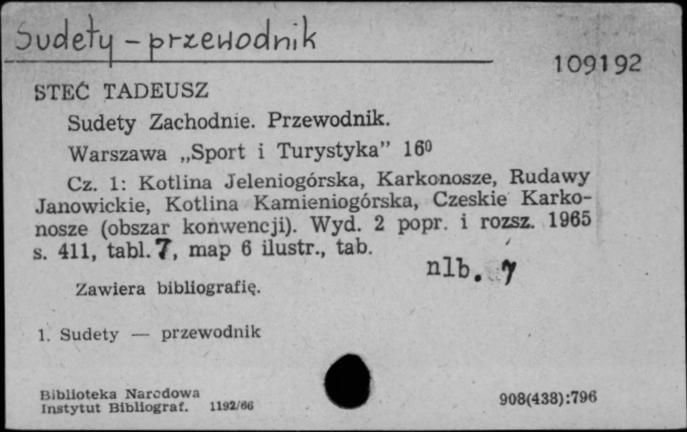 Sudety - przewodnik
109192
STEĆ TADEUSZ
Sudety Zachodnie. Przewodnik.
Warszawa „Sport i Turystyka” 16⁰
Cz. 1: Kotlina Jeleniogórska, Karkonosze, Rudawy
Janowickie, Kotlina Kamieniogórska, Czeskie Karko-
nosze (obszar konwencji). Wyd. 2 popr. i rozsz. 1965
s. 411, tabl. 7, map 6 ilustr., tab.
nlb. 7
Zawiera bibliografię.
1. Sudety — przewodnik
Biblioteka Narodowa
Instytut Bibliograf. 1192/66
908(438):796